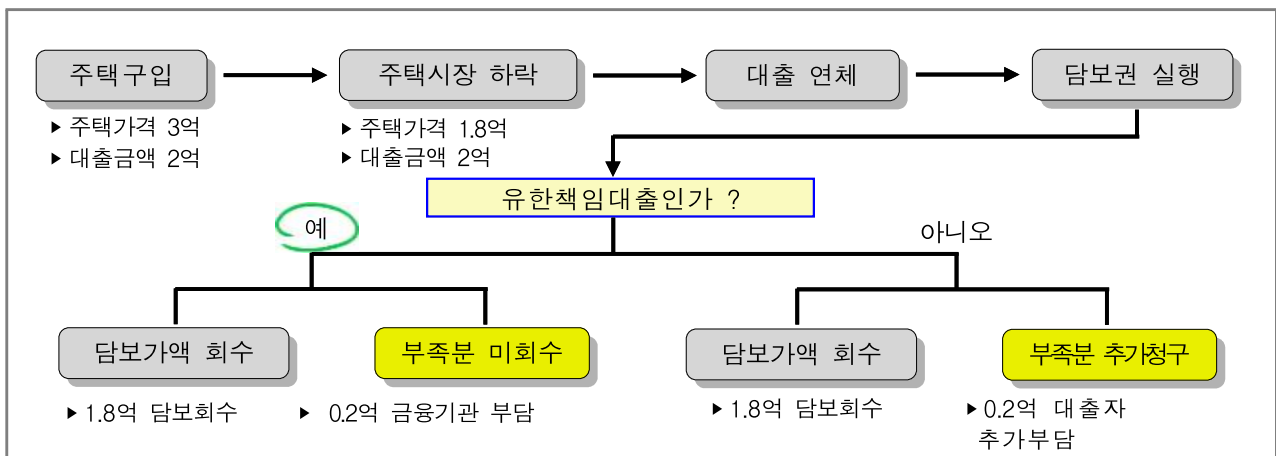 주택구입
주택시장 하락
대출 연체
담보권 실행
▶ 주택가격 3억
▶ 대출금액 2억
▶ 주택가격 1.8억
▶ 대출금액 2억
유한책임대출인가 ?
예
아니오
담보가액 회수
부족분 미회수
담보가액 회수
부족분 추가청구
▶ 1.8억 담보회수
▶ 0.2억 금융기관 부담
▶ 1.8억 담보회수
▶ 0.2억 대출자
추가부담